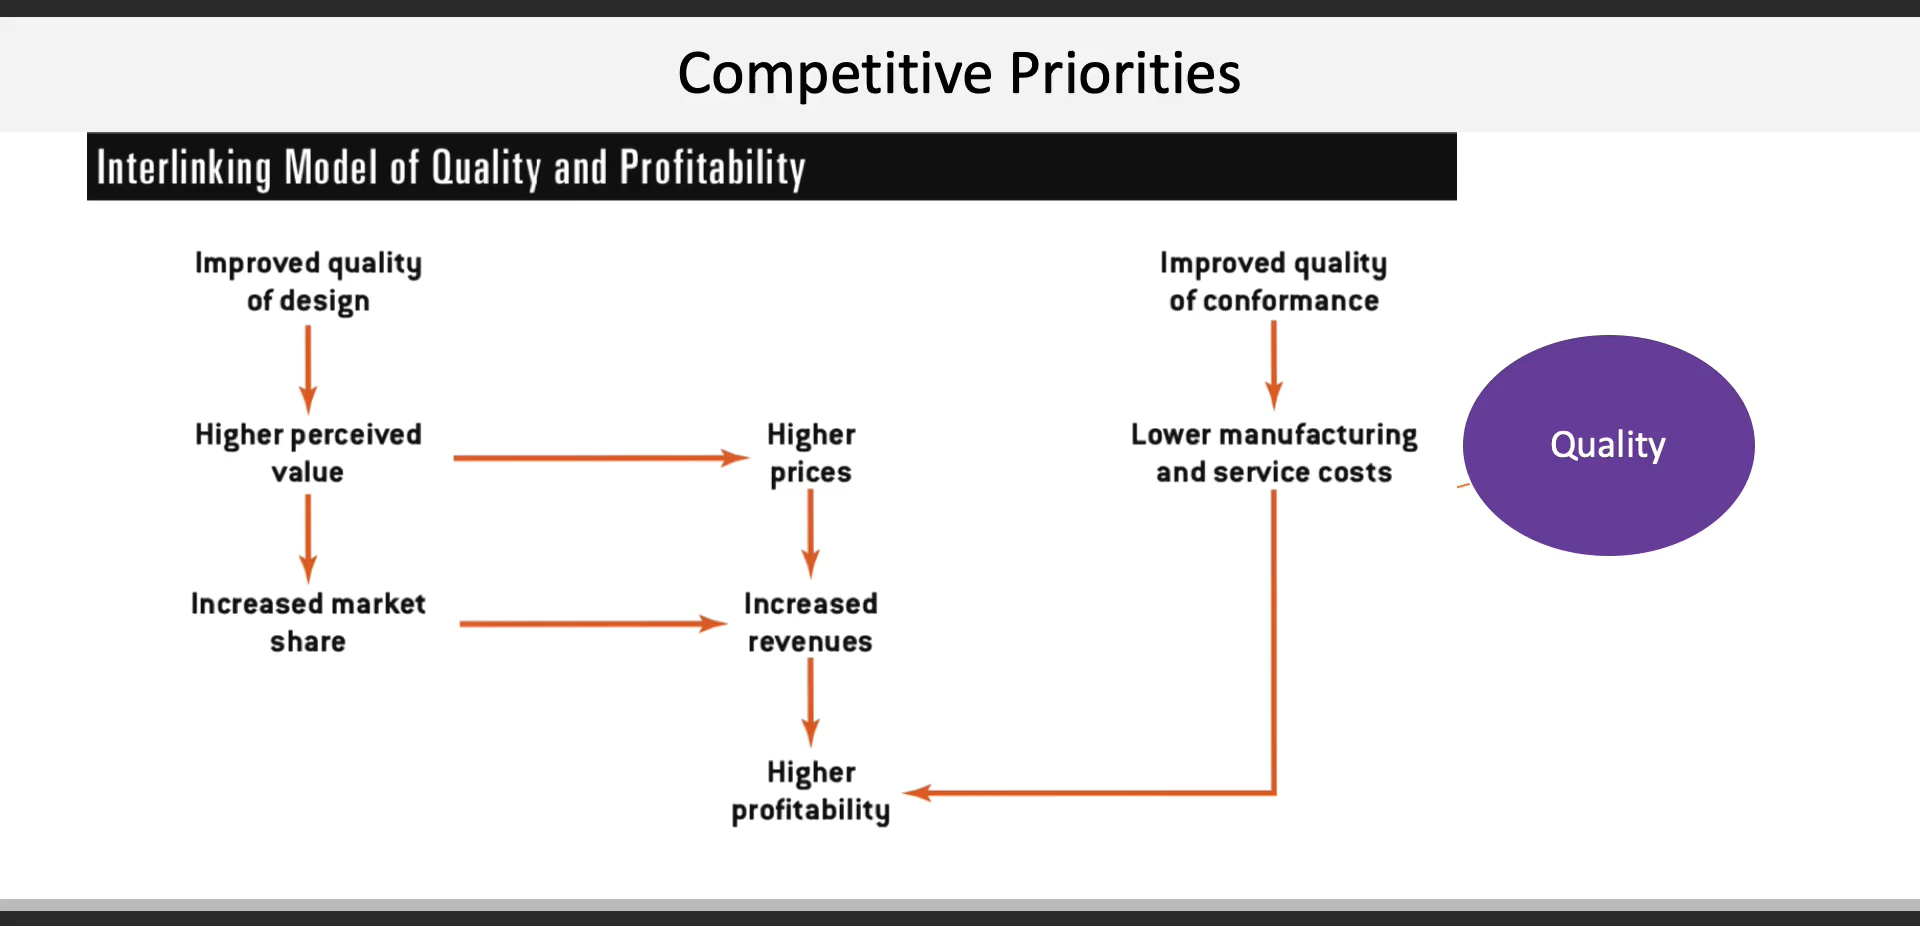 Competitive Priorities
Interlinking Model of Quality and Profitability
Improved quality
of design
Improved quality
of conformance
Higher perceived
value
Higher
prices
Lower manufacturing
and service costs
Quality
Increased market
share
Increased
revenues
Higher
profitability